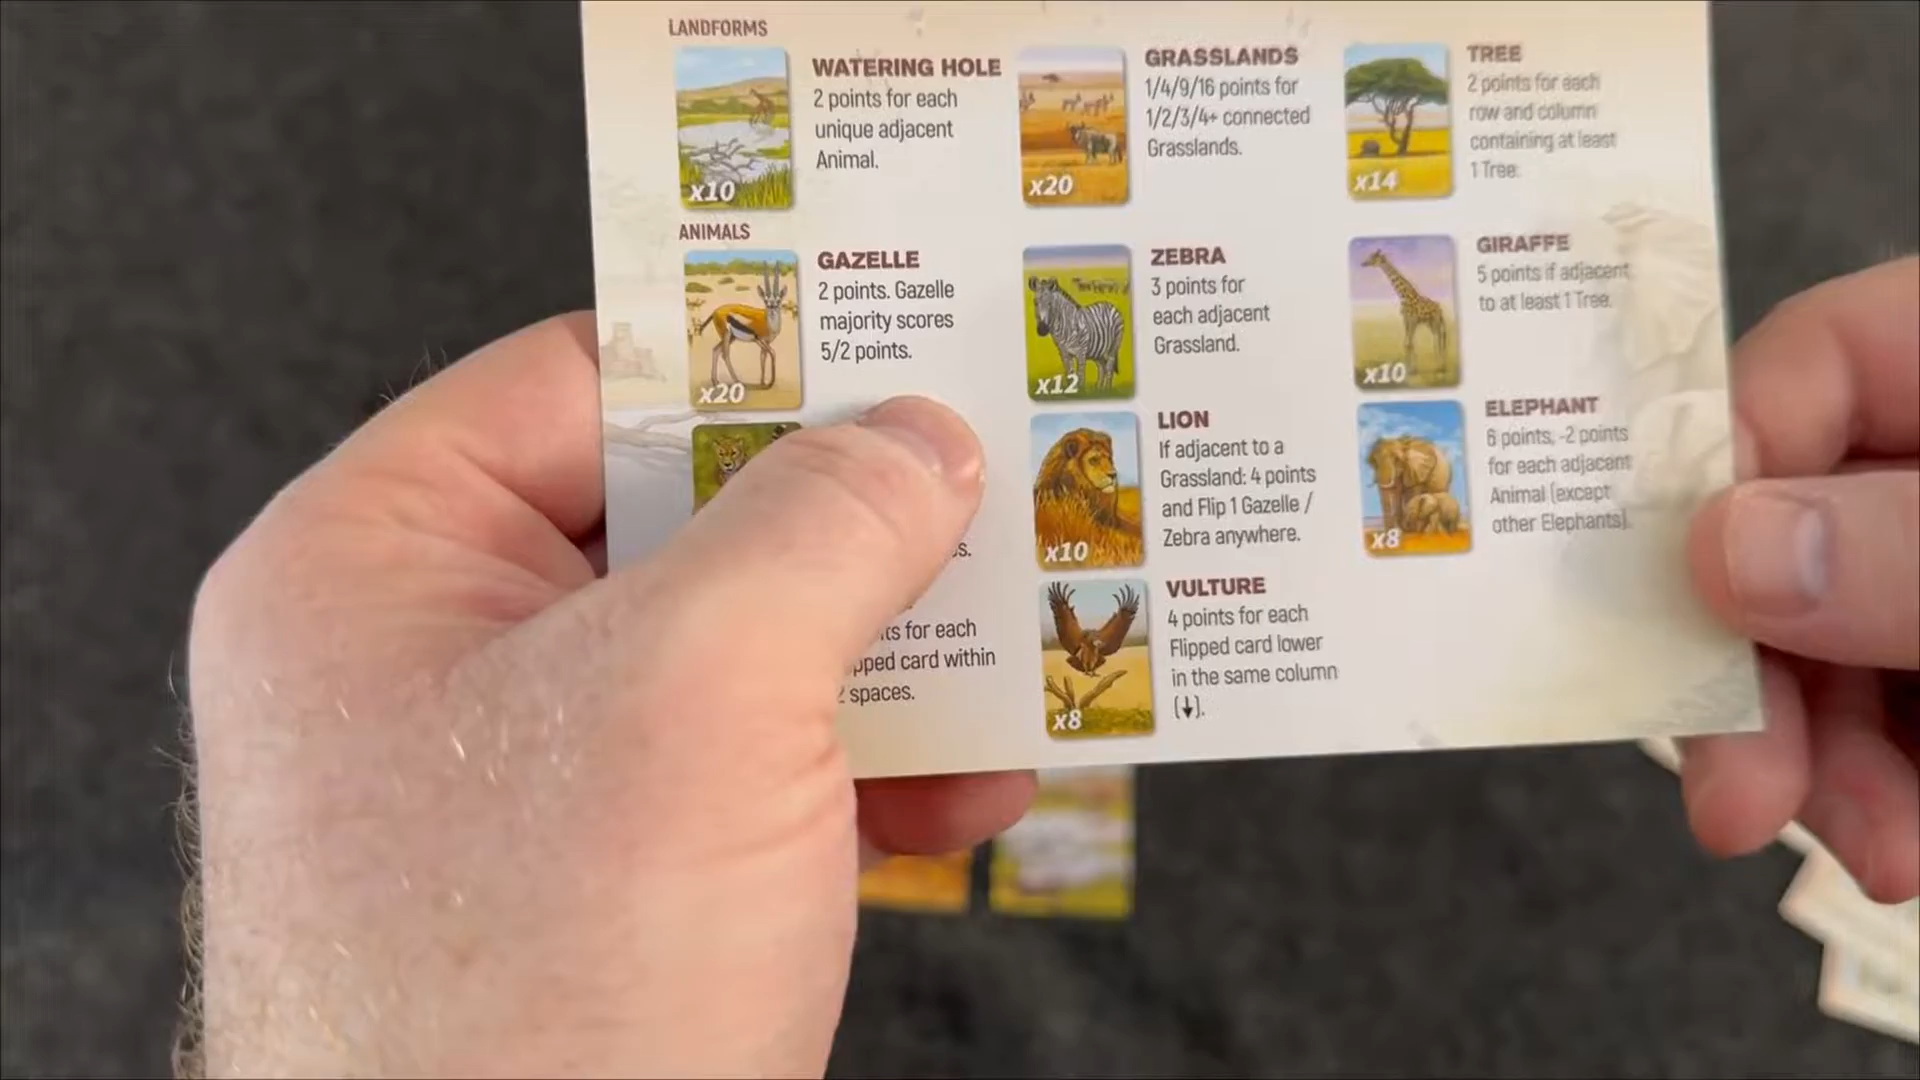 LANDFORMS
WATERING HOLE
2 points for each
unique adjacent
Animal.
x10
GRASSLANDS
1/4/9/16 points for
1/2/3/4+ connected
Grasslands.
x20
TREE
2 points for each
row and column
containing at least
1 Tree.
x14
ANIMALS
GAZELLE
2 points. Gazelle
majority scores
5/2 points.
x20
ZEBRA
3 points for
each adjacent
Grassland.
x12
GIRAFFE
5 points if adjacent
to at least 1 Tree.
x10
LION
If adjacent to a
Grassland: 4 points
and Flip 1 Gazelle /
Zebra anywhere.
x10
ELEPHANT
6 points, -2 points
for each adjacent
Animal (except
other Elephants).
x8
for each
card within
spaces.
VULTURE
4 points for each
Flipped card lower
in the same column
(↓).
x8